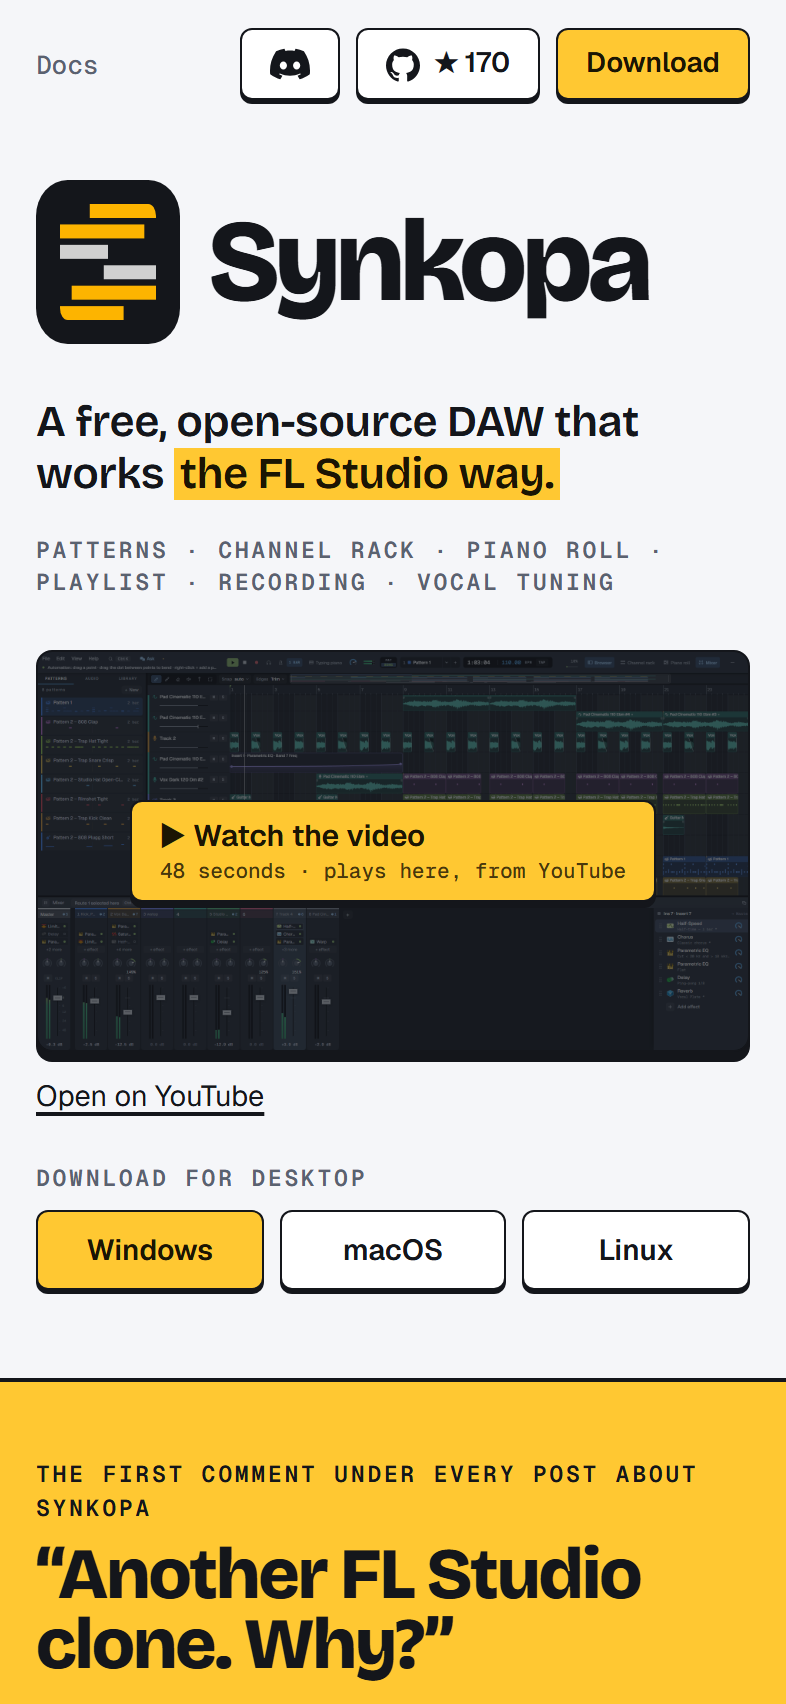 Docs
★ 170
Download
Synkopa
A free, open-source DAW that
works the FL Studio way.
PATTERNS · CHANNEL RACK · PIANO ROLL ·
PLAYLIST · RECORDING · VOCAL TUNING
▶ Watch the video
48 seconds · plays here, from YouTube
Open on YouTube
DOWNLOAD FOR DESKTOP
Windows
macOS
Linux
THE FIRST COMMENT UNDER EVERY POST ABOUT
SYNKOPA
“Another FL Studio
clone. Why?”